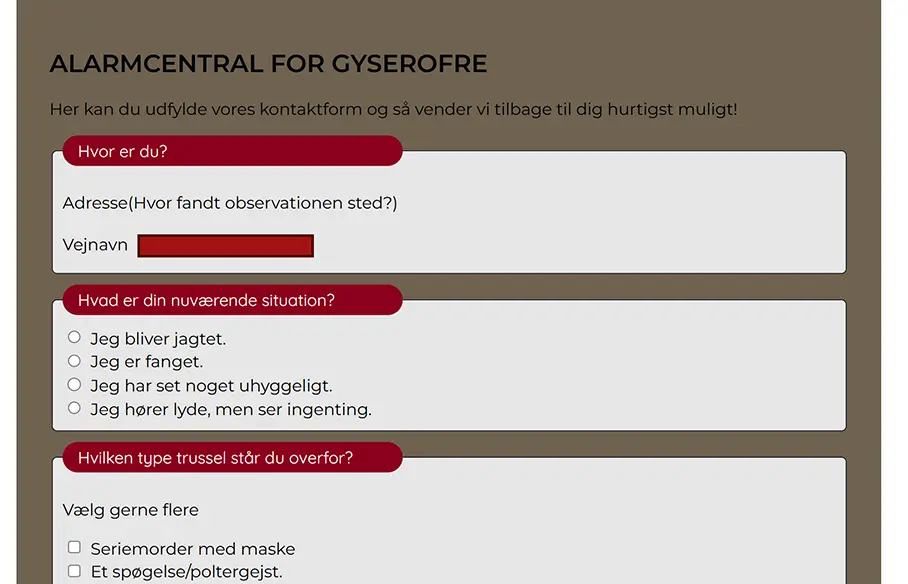 ALARMCENTRAL FOR GYSEROFRE
Her kan du udfylde vores kontaktform og så vender vi tilbage til dig hurtigst muligt!
Hvor er du?
Adresse(Hvor fandt observationen sted?)
Vejnavn
Hvad er din nuværende situation?
Jeg bliver jagtet.
Jeg er fanget.
Jeg har set noget uhyggeligt.
Jeg hører lyde, men ser ingenting.
Hvilken type trussel står du overfor?
Vælg gerne flere
Seriemorder med maske
Et spøgelse/poltergejst.